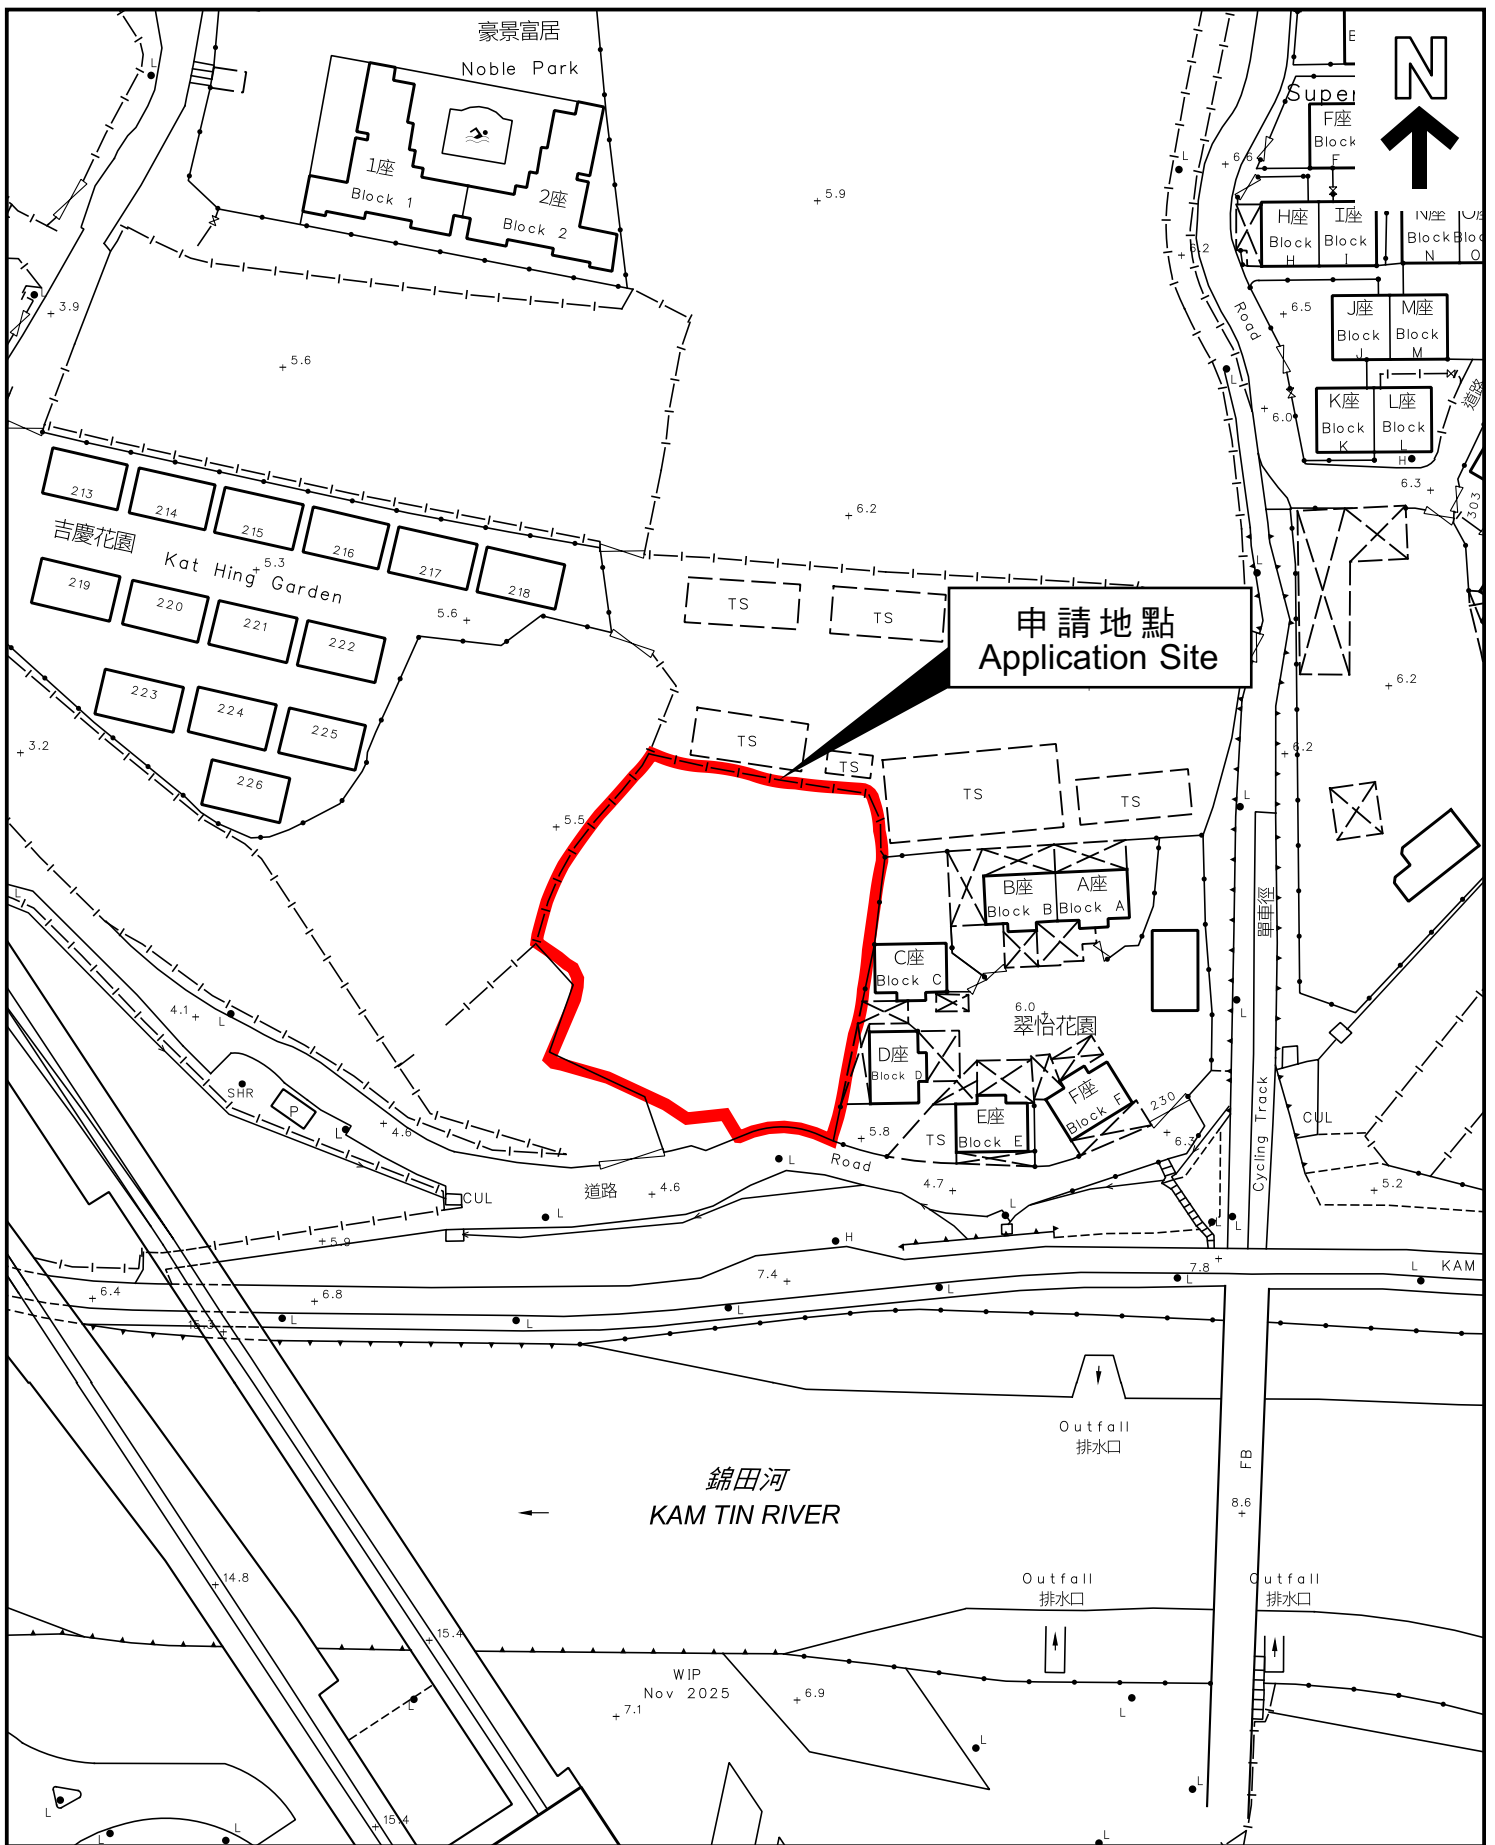 豪景富居
Noble Park
N
Super
1座
Block 1
2座
Block 2
F座
Block
F
H座
Block
H
I座
Block
I
N座
Block
N
Block
O
J座
Block
J
M座
Block
M
K座
Block
K
L座
Block
L
Road
道路
303
5.9
6.6
6.2
6.5
6.0
6.3
3.9
5.6
6.2
213
214
215
216
217
218
吉慶花園
Kat Hing Garden
5.3
5.6
219
220
221
222
223
224
225
226
3.2
TS
TS
申請地點
Application Site
TS
TS
TS
TS
6.2
6.2
5.5
B座
Block B
A座
Block A
C座
Block C
D座
Block D
E座
Block E
F座
Block F
6.0
翠怡花園
單車徑
Cycling Track
230
TS
5.8
6.3
CUL
5.2
4.1
SHR
P
4.6
CUL
道路
Road
4.6
4.7
5.9
6.4
6.8
7.4
7.8
KAM
15.3
H
L
Outfall
排水口
錦田河
KAM TIN RIVER
FB
8.6
Outfall
排水口
Outfall
排水口
14.8
15.4
WIP
Nov 2025
7.1
6.9
15.4